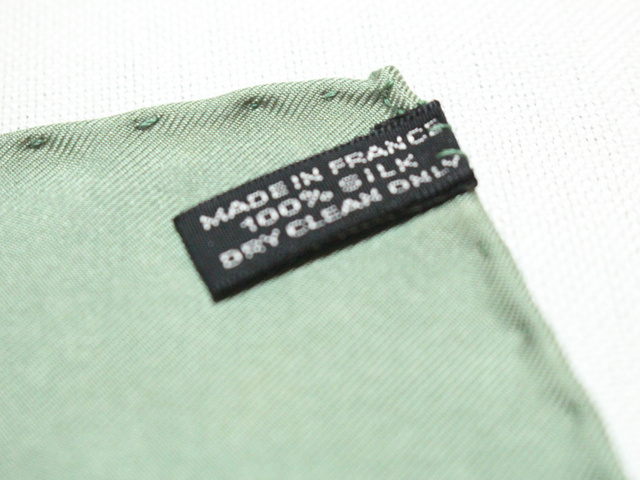 MADE IN FRANCE
100% SILK
DRY CLEAN ONLY